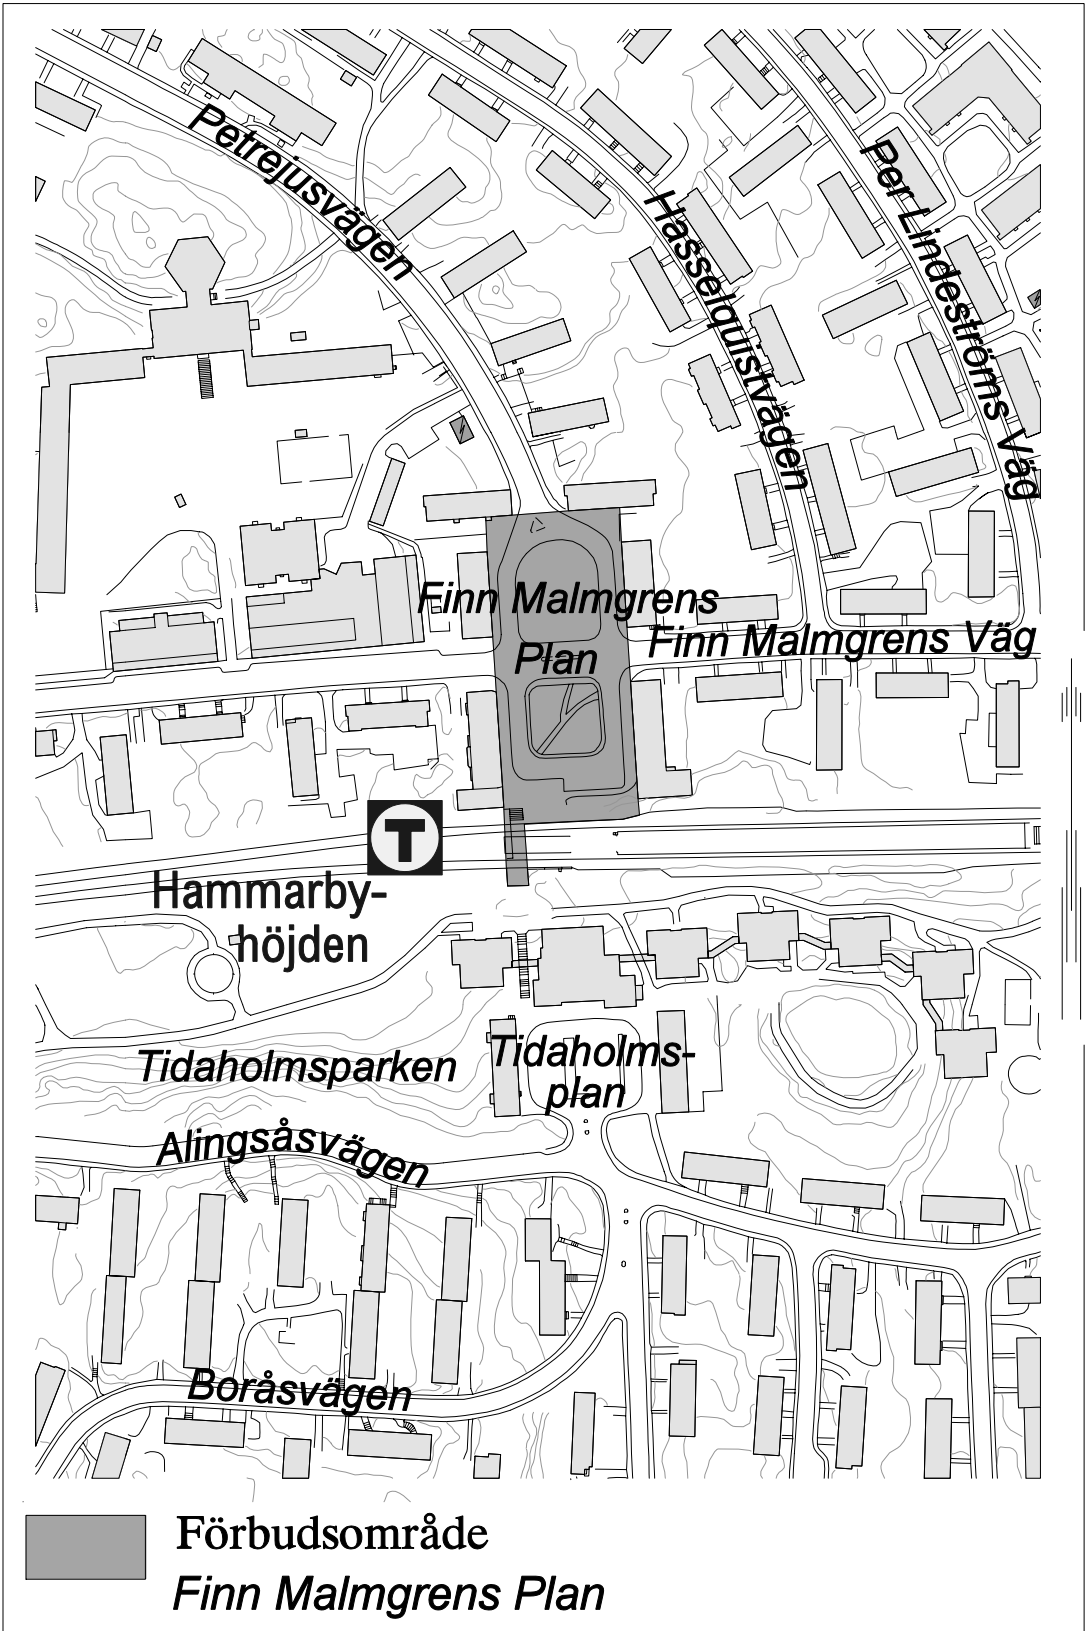 Petrejusvägen
Hasselquistvägen
Per Lindeströms Väg
Finn Malmgrens
Plan
Finn Malmgrens Väg
T
Hammarby-
höjden
Tidaholmsparken
Tidaholms-
plan
Alingsåsvägen
Boråsvägen
Förbudsområde
Finn Malmgrens Plan